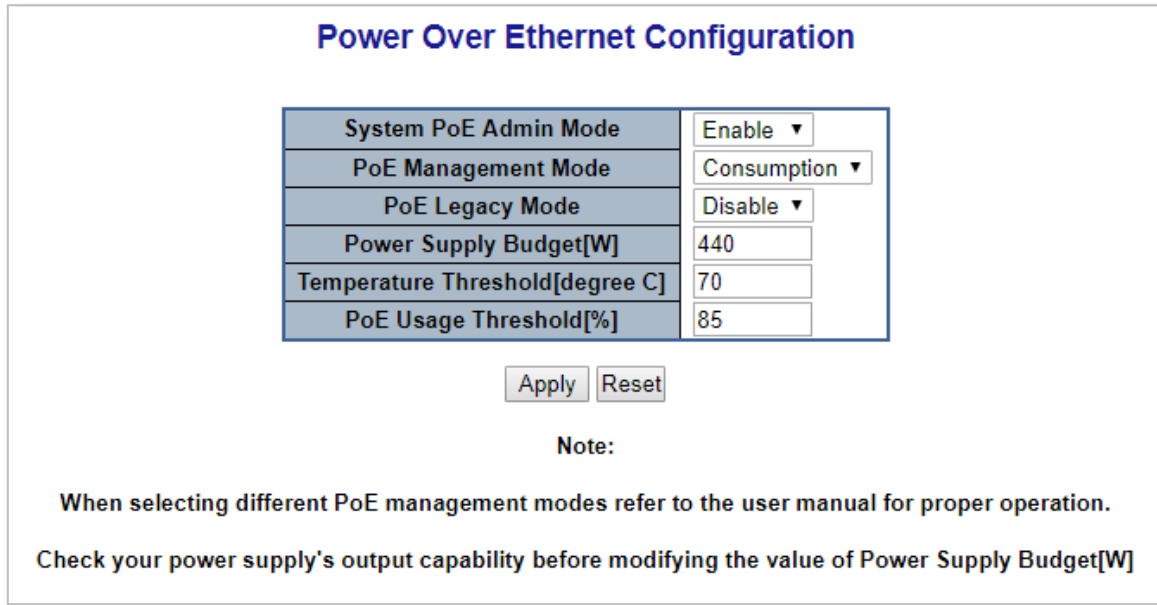 Power Over Ethernet Configuration
System PoE Admin Mode Enable
PoE Management Mode Consumption
PoE Legacy Mode Disable
Power Supply Budget[W] 440
Temperature Threshold[degree C] 70
PoE Usage Threshold[%] 85
Apply Reset
Note:
When selecting different PoE management modes refer to the user manual for proper operation.
Check your power supply's output capability before modifying the value of Power Supply Budget[W]